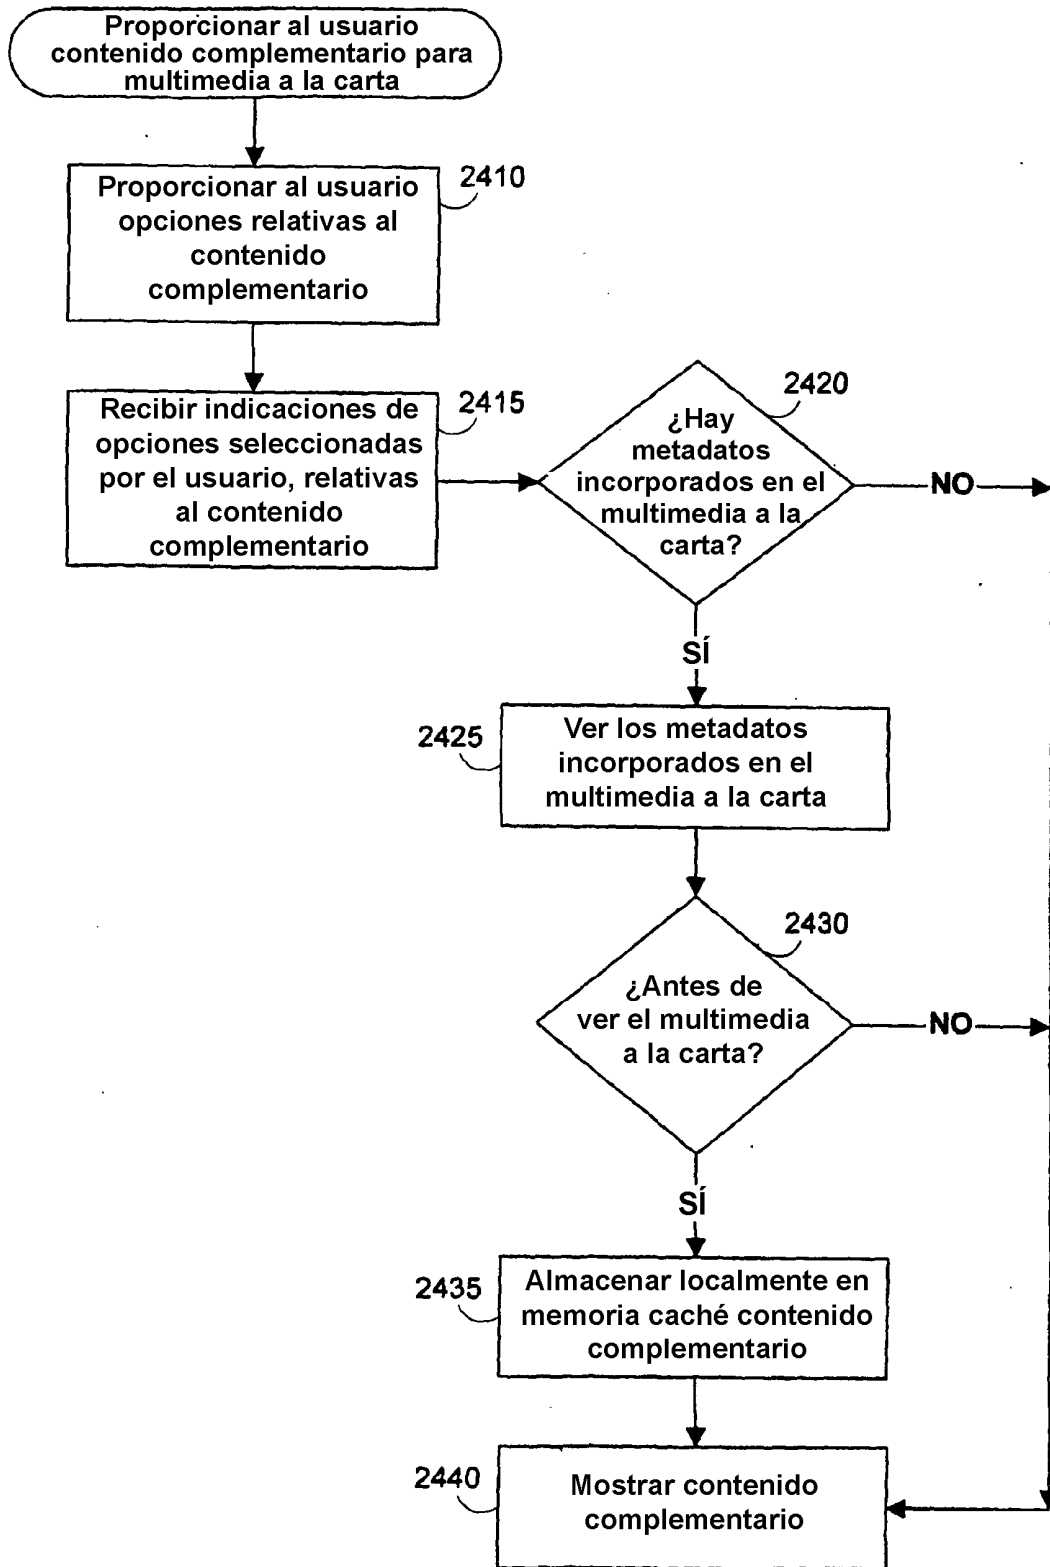 Proporcionar al usuario
contenido complementario para
multimedia a la carta
2410
Proporcionar al usuario
opciones relativas al
contenido
complementario
2415
Recibir indicaciones de
opciones seleccionadas
por el usuario, relativas
al contenido
complementario
2420
¿Hay
metadatos
incorporados en el
multimedia a la
carta?
NO
SÍ
2425
Ver los metadatos
incorporados en el
multimedia a la carta
2430
¿Antes de
ver el multimedia
a la carta?
NO
SÍ
2435
Almacenar localmente en
memoria caché contenido
complementario
2440
Mostrar contenido
complementario